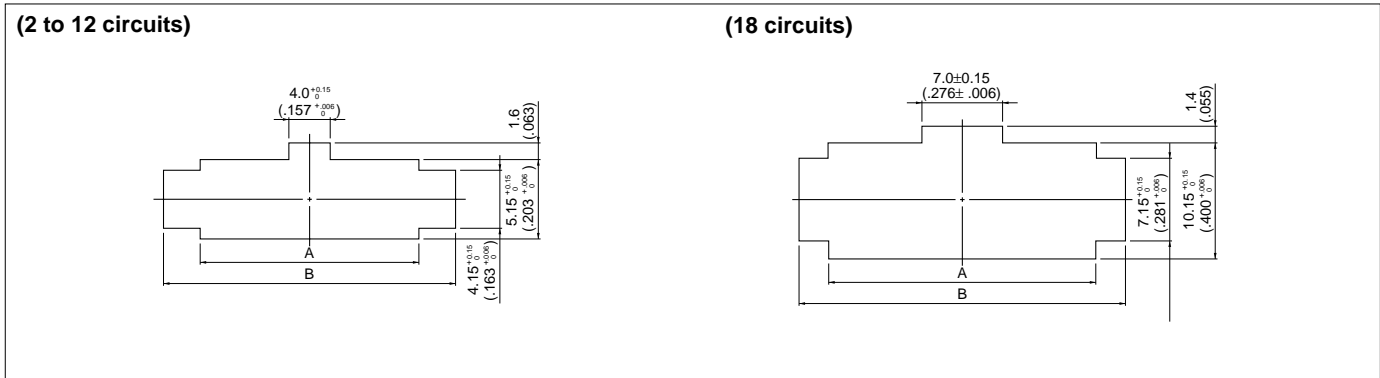 (2 to 12 circuits)
4.0 +0.15 0
(.157 +.006 0)
1.6
(.063)
5.15 +0.15 0
(.203 +.006 0)
4.15 +0.15 0
(.163 +.006 0)
A
B
(18 circuits)
7.0±0.15
(.276± .006)
1.4
(.055)
7.15 +0.15 0
(.281 +.006 0)
10.15 +0.15 0
(.400 +.006 0)
A
B